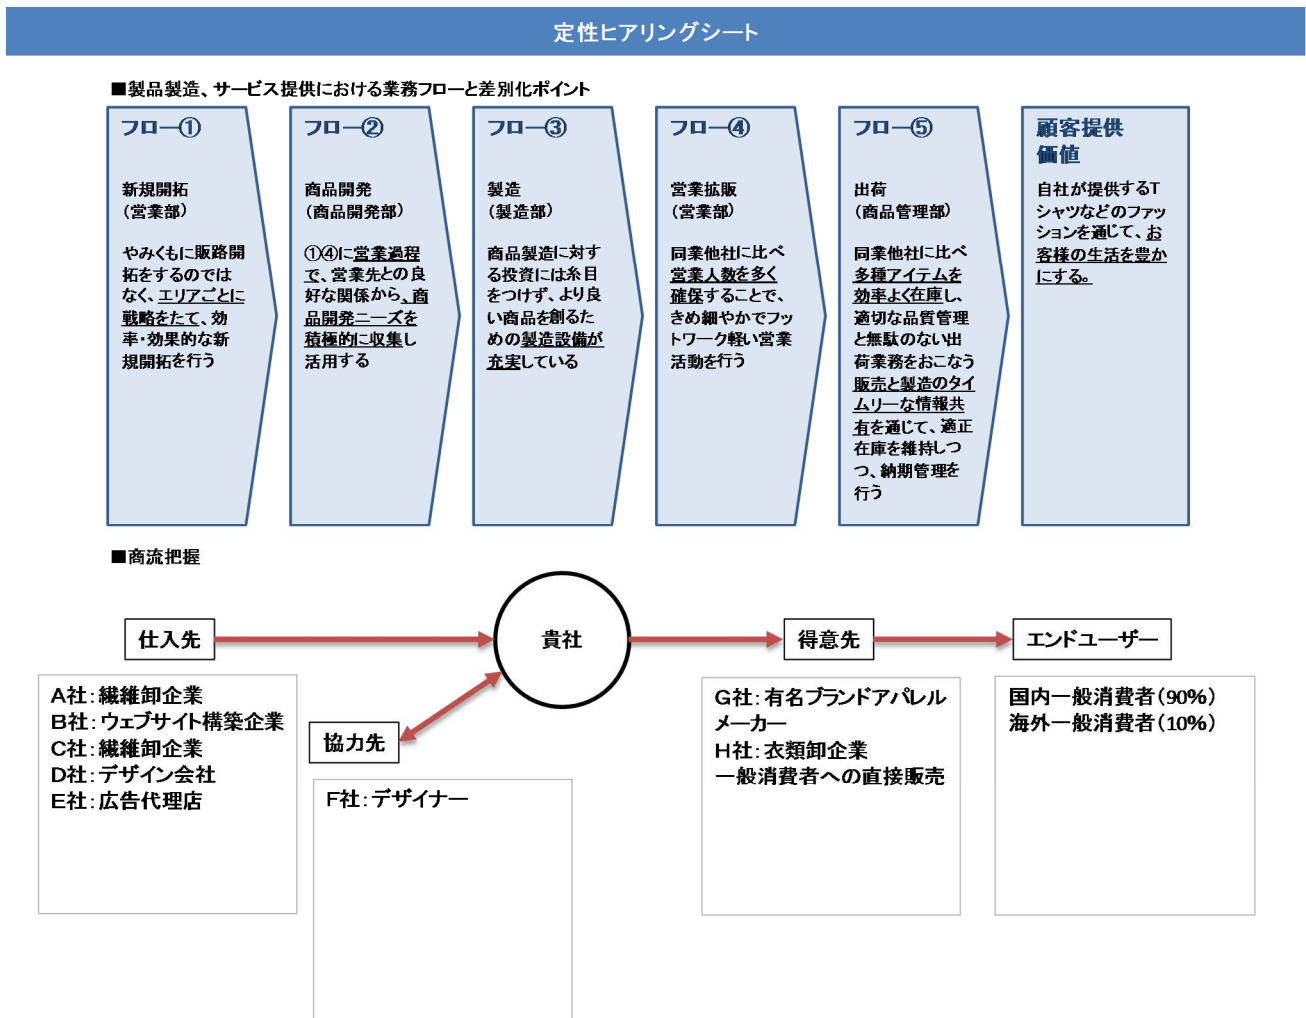 定性ヒアリングシート
■製品製造、サービス提供における業務フローと差別化ポイント
フロー①
新規開拓
(営業部)
やみくもに販路開
拓をするのでは
なく、エリアごとに
戦略をたて、効
率・効果的な新
規開拓を行う
フロー②
商品開発
(商品開発部)
①④に営業過程
で、営業先との良
好な関係から、商
品開発ニーズを
積極的に収集し
活用する
フロー③
製造
(製造部)
商品製造に対す
る投資には糸目
をつけず、より良
い商品を創るた
めの製造設備が
充実している
フロー④
営業拡販
(営業部)
同業他社に比べ
営業人数を多く
確保することで、
きめ細やかでフッ
トワーク軽い営業
活動を行う
フロー⑤
出荷
(商品管理部)
同業他社に比べ
多種アイテムを
効率よく在庫し、
適切な品質管理
と無駄のない出
荷業務をおこなう
販売と製造のタイ
ムリーな情報共
有を通じて、適正
在庫を維持しつ
つ、納期管理を
行う
顧客提供
価値
自社が提供するT
シャツなどのファッ
ションを通じて、お
客様の生活を豊か
にする。
■商流把握
仕入先
貴社
得意先
エンドユーザー
A社:繊維卸企業
B社:ウェブサイト構築企業
C社:繊維卸企業
D社:デザイン会社
E社:広告代理店
協力先
F社:デザイナー
G社:有名ブランドアパレル
メーカー
H社:衣類卸企業
一般消費者への直接販売
国内一般消費者(90%)
海外一般消費者(10%)